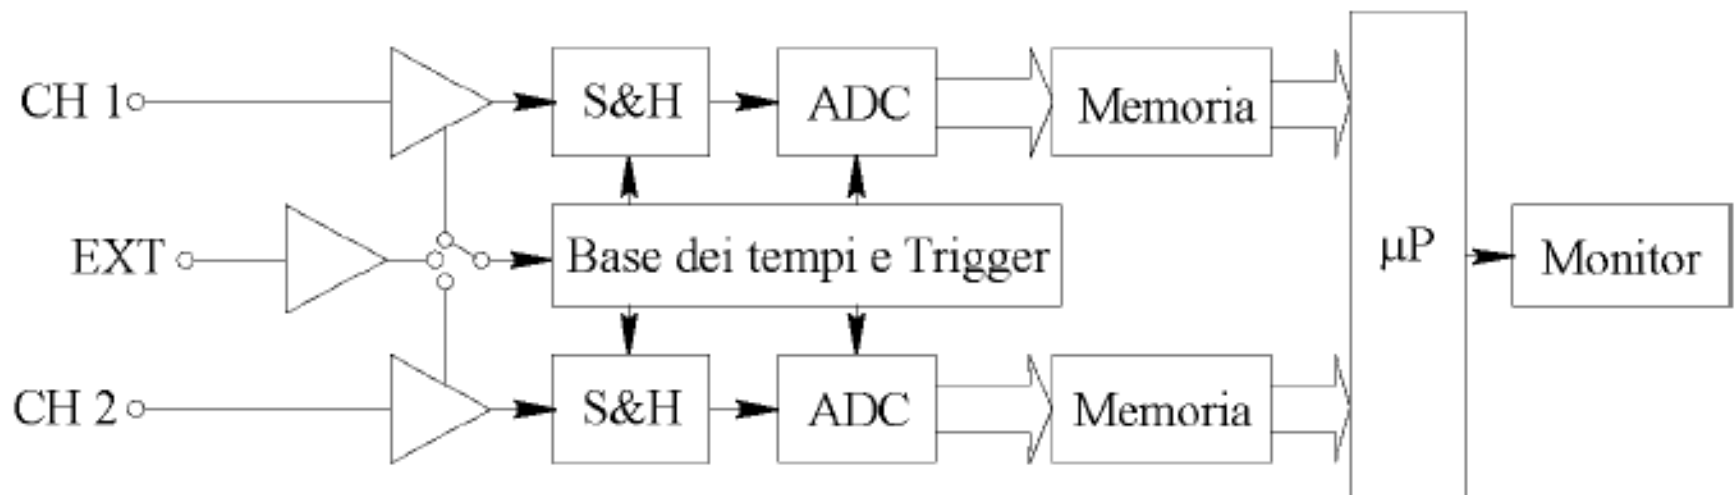 CH 1
S&H
ADC
Memoria
EXT
Base dei tempi e Trigger
μP
Monitor
CH 2
S&H
ADC
Memoria